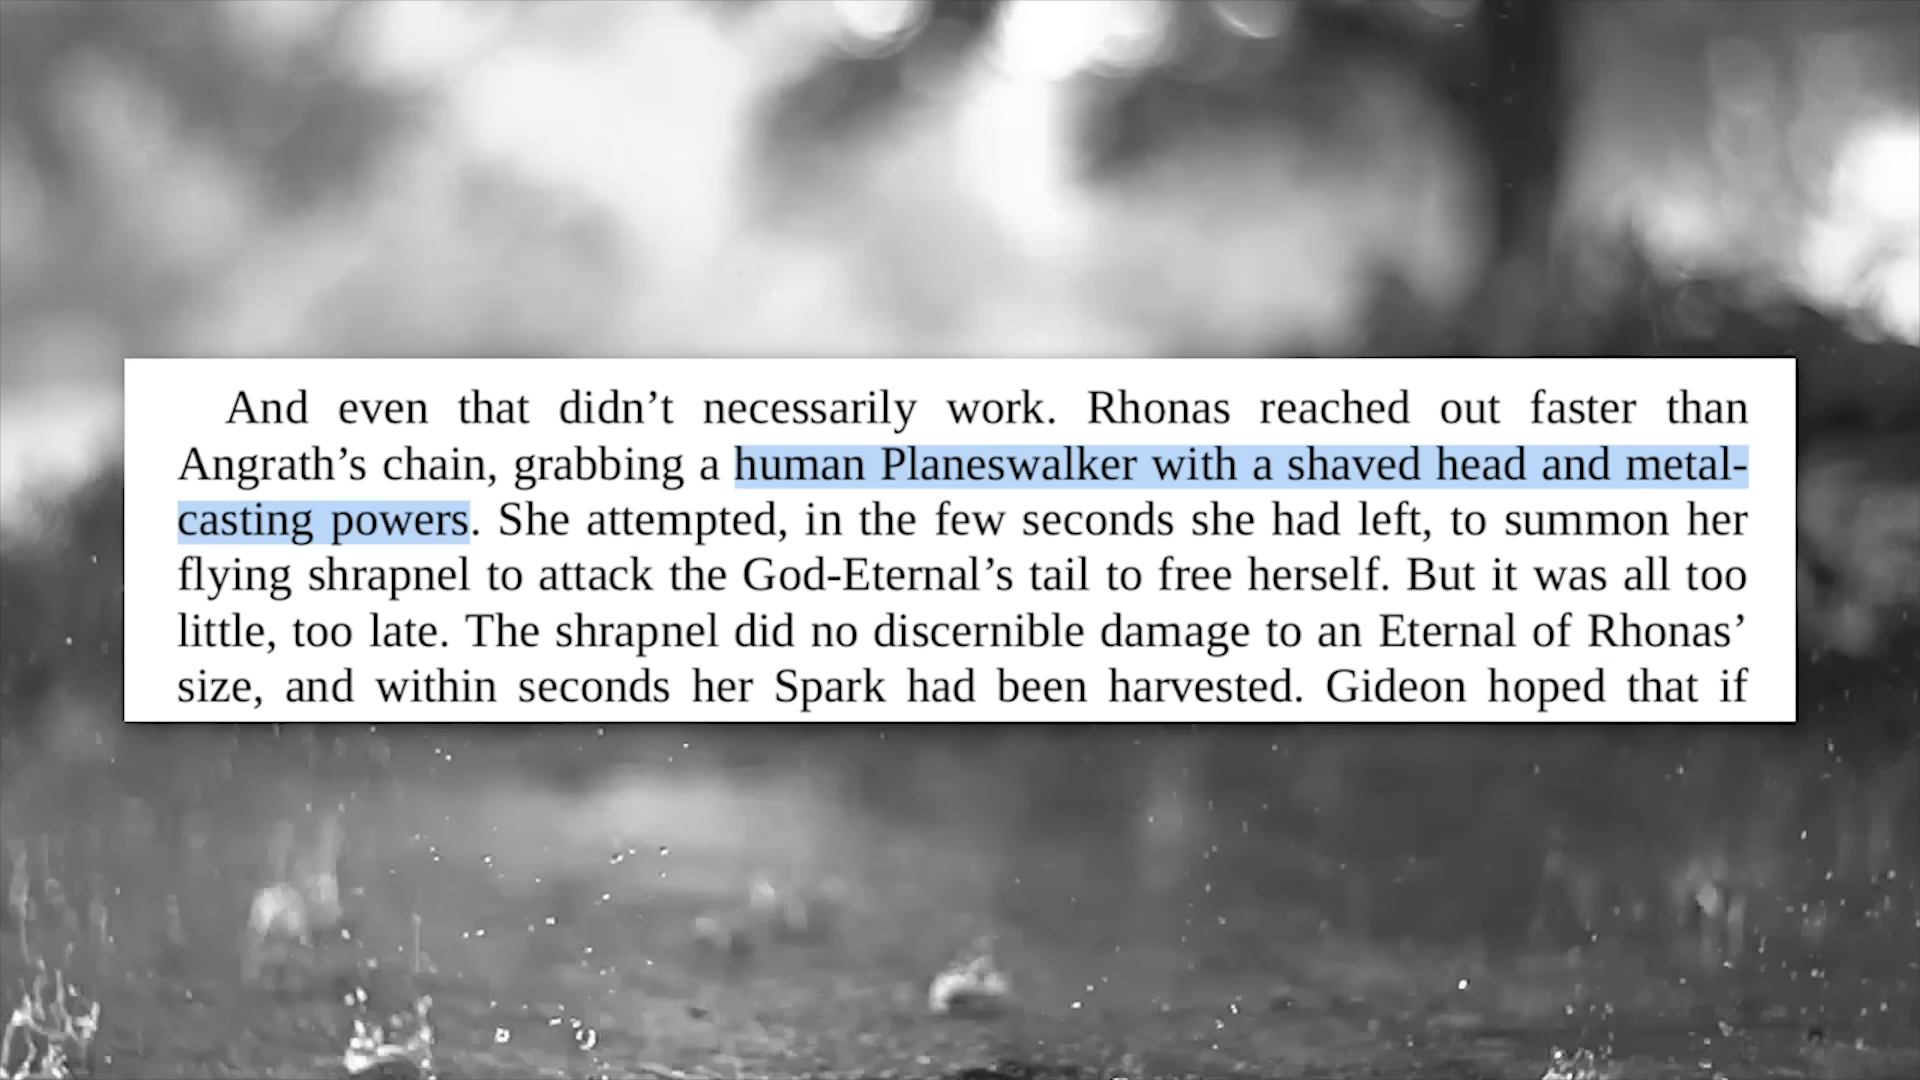 And even that didn’t necessarily work. Rhonas reached out faster than
Angrath’s chain, grabbing a human Planeswalker with a shaved head and metal-
casting powers. She attempted, in the few seconds she had left, to summon her
flying shrapnel to attack the God-Eternal’s tail to free herself. But it was all too
little, too late. The shrapnel did no discernible damage to an Eternal of Rhonas’
size, and within seconds her Spark had been harvested. Gideon hoped that if